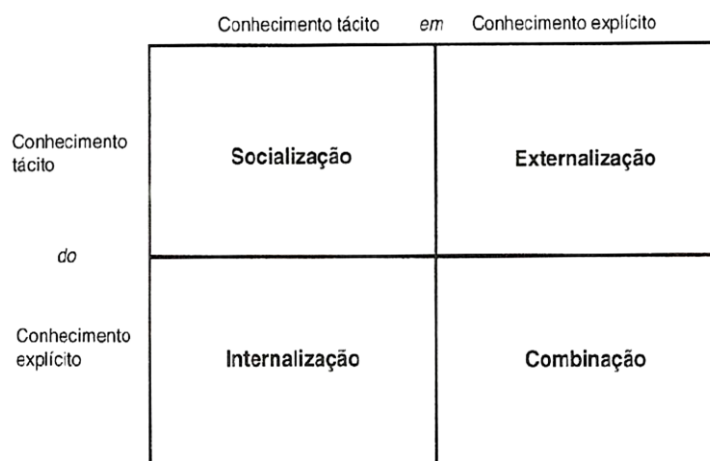 Conhecimento tácito em Conhecimento explícito
Conhecimento
tácito
Socialização Externalização
do
Conhecimento
explícito
Internalização Combinação